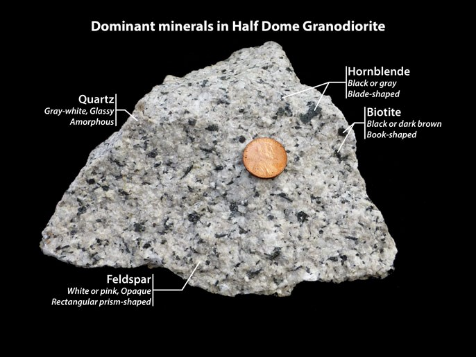 Dominant minerals in Half Dome Granodiorite
Hornblende
Black or gray
Blade-shaped
Quartz
Gray-white, Glassy
Amorphous
Biotite
Black or dark brown
Book-shaped
Feldspar
White or pink, Opaque
Rectangular prism-shaped